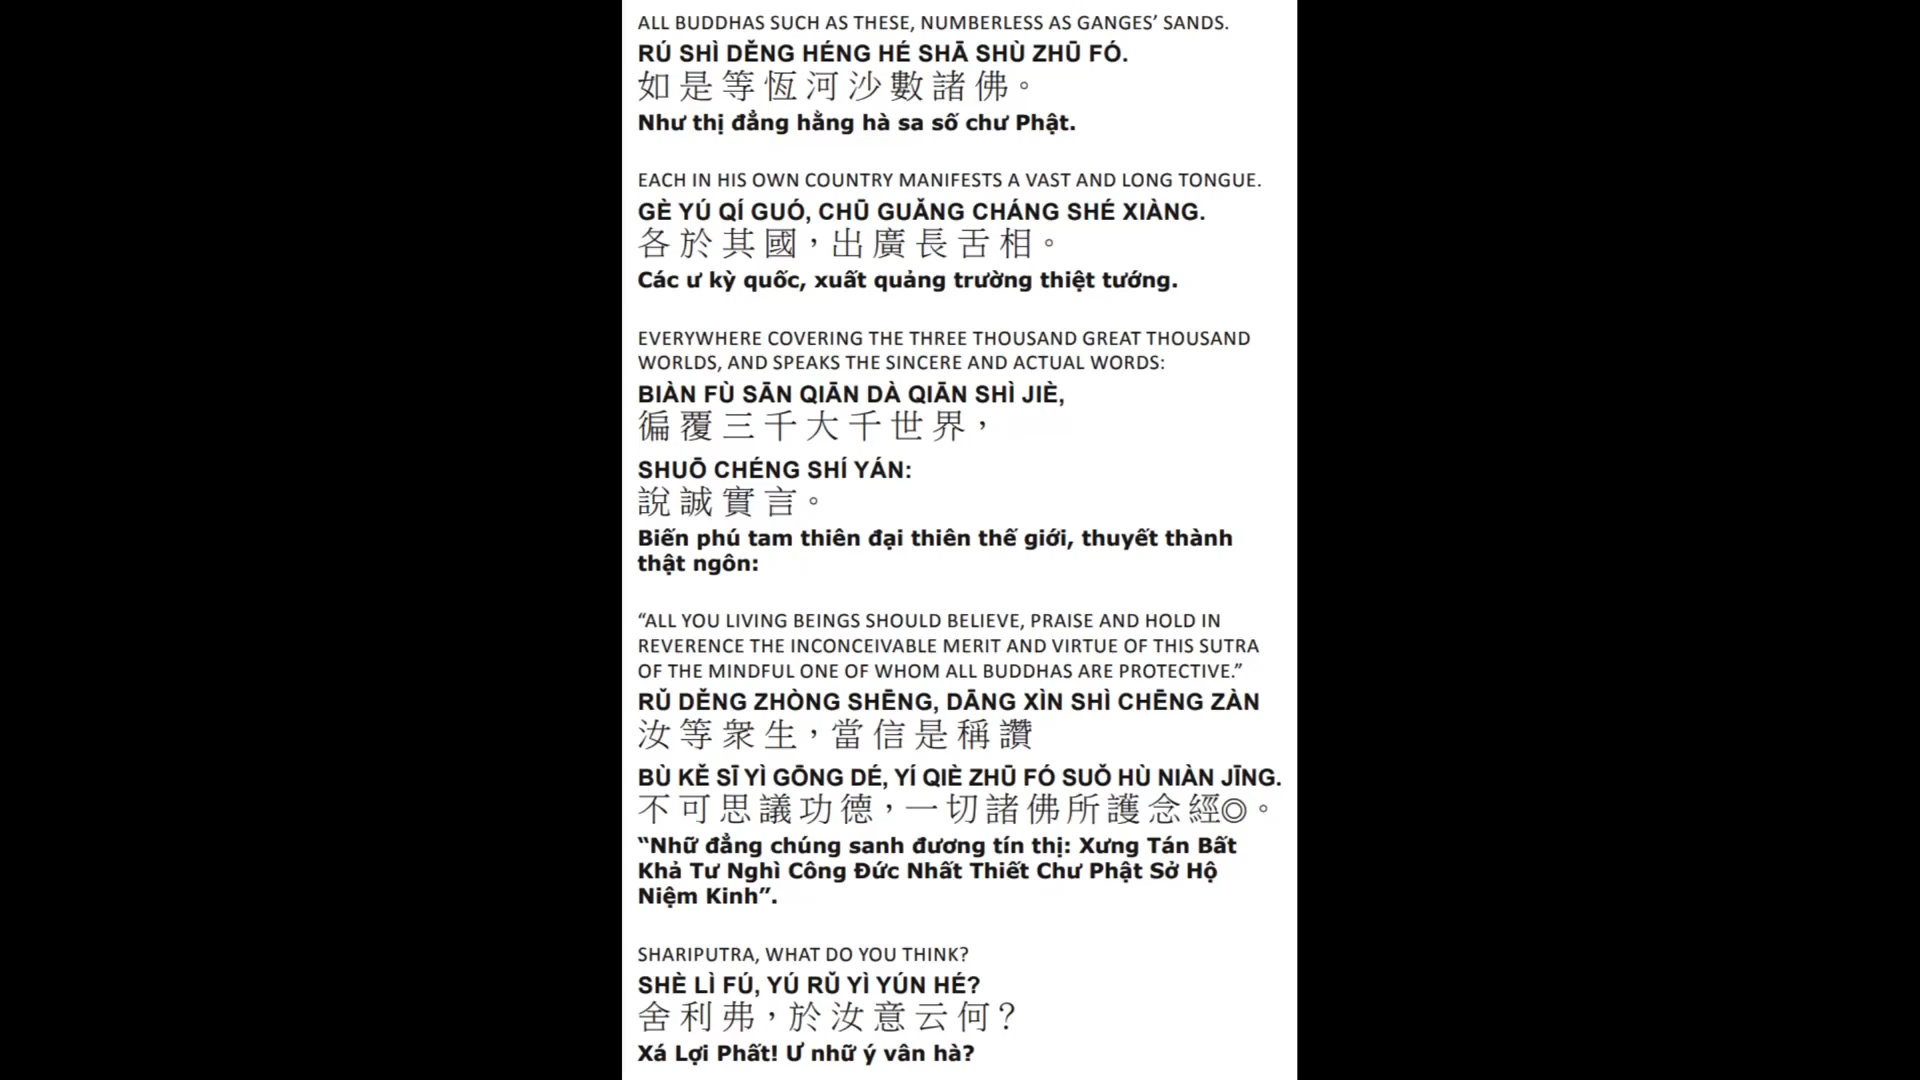 ALL BUDDHAS SUCH AS THESE, NUMBERLESS AS GANGES’ SANDS.
RÚ SHÌ DĚNG HÉNG HÉ SHĀ SHÙ ZHŪ FÓ.
如是等恆河沙數諸佛。
Như thị đẳng hằng hà sa số chư Phật.
EACH IN HIS OWN COUNTRY MANIFESTS A VAST AND LONG TONGUE.
GÈ YÚ QÍ GUÓ, CHŪ GUǍNG CHÁNG SHÉ XIÀNG.
各於其國，出廣長舌相。
Các ư kỳ quốc, xuất quảng trường thiệt tướng.
EVERYWHERE COVERING THE THREE THOUSAND GREAT THOUSAND
WORLDS, AND SPEAKS THE SINCERE AND ACTUAL WORDS:
BIÀN FÙ SĀN QIĀN DÀ QIĀN SHÌ JIÈ,
徧覆三千大千世界，
SHUŌ CHÉNG SHÍ YÁN:
說誠實言。
Biến phú tam thiên đại thiên thế giới, thuyết thành
thật ngôn:
“ALL YOU LIVING BEINGS SHOULD BELIEVE, PRAISE AND HOLD IN
REVERENCE THE INCONCEIVABLE MERIT AND VIRTUE OF THIS SUTRA
OF THE MINDFUL ONE OF WHOM ALL BUDDHAS ARE PROTECTIVE.”
RǓ DĚNG ZHÒNG SHĒNG, DĀNG XÌN SHÌ CHĒNG ZÀN
汝等衆生，當信是稱讚
BÙ KĚ SĪ YÌ GŌNG DÉ, YÍ QIÈ ZHŪ FÓ SUǑ HÙ NIÀN JĪNG.
不可思議功德，一切諸佛所護念經◎。
“Nhữ đẳng chúng sanh đương tín thị: Xưng Tán Bất
Khả Tư Nghì Công Đức Nhất Thiết Chư Phật Sở Hộ
Niệm Kinh”.
SHARIPUTRA, WHAT DO YOU THINK?
SHÈ LÌ FÚ, YÚ RǓ YÌ YÚN HÉ?
舍利弗，於汝意云何？
Xá Lợi Phất! Ư nhữ ý vân hà?